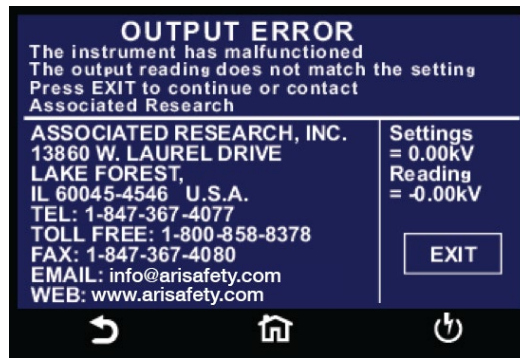 OUTPUT ERROR
The instrument has malfunctioned
The output reading does not match the setting
Press EXIT to continue or contact
Associated Research
ASSOCIATED RESEARCH, INC.
13860 W. LAUREL DRIVE
LAKE FOREST,
IL 60045-4546 U.S.A.
TEL: 1-847-367-4077
TOLL FREE: 1-800-858-8378
FAX: 1-847-367-4080
EMAIL: info@arisafety.com
WEB: www.arisafety.com
Settings
= 0.00kV
Reading
= -0.00kV
EXIT